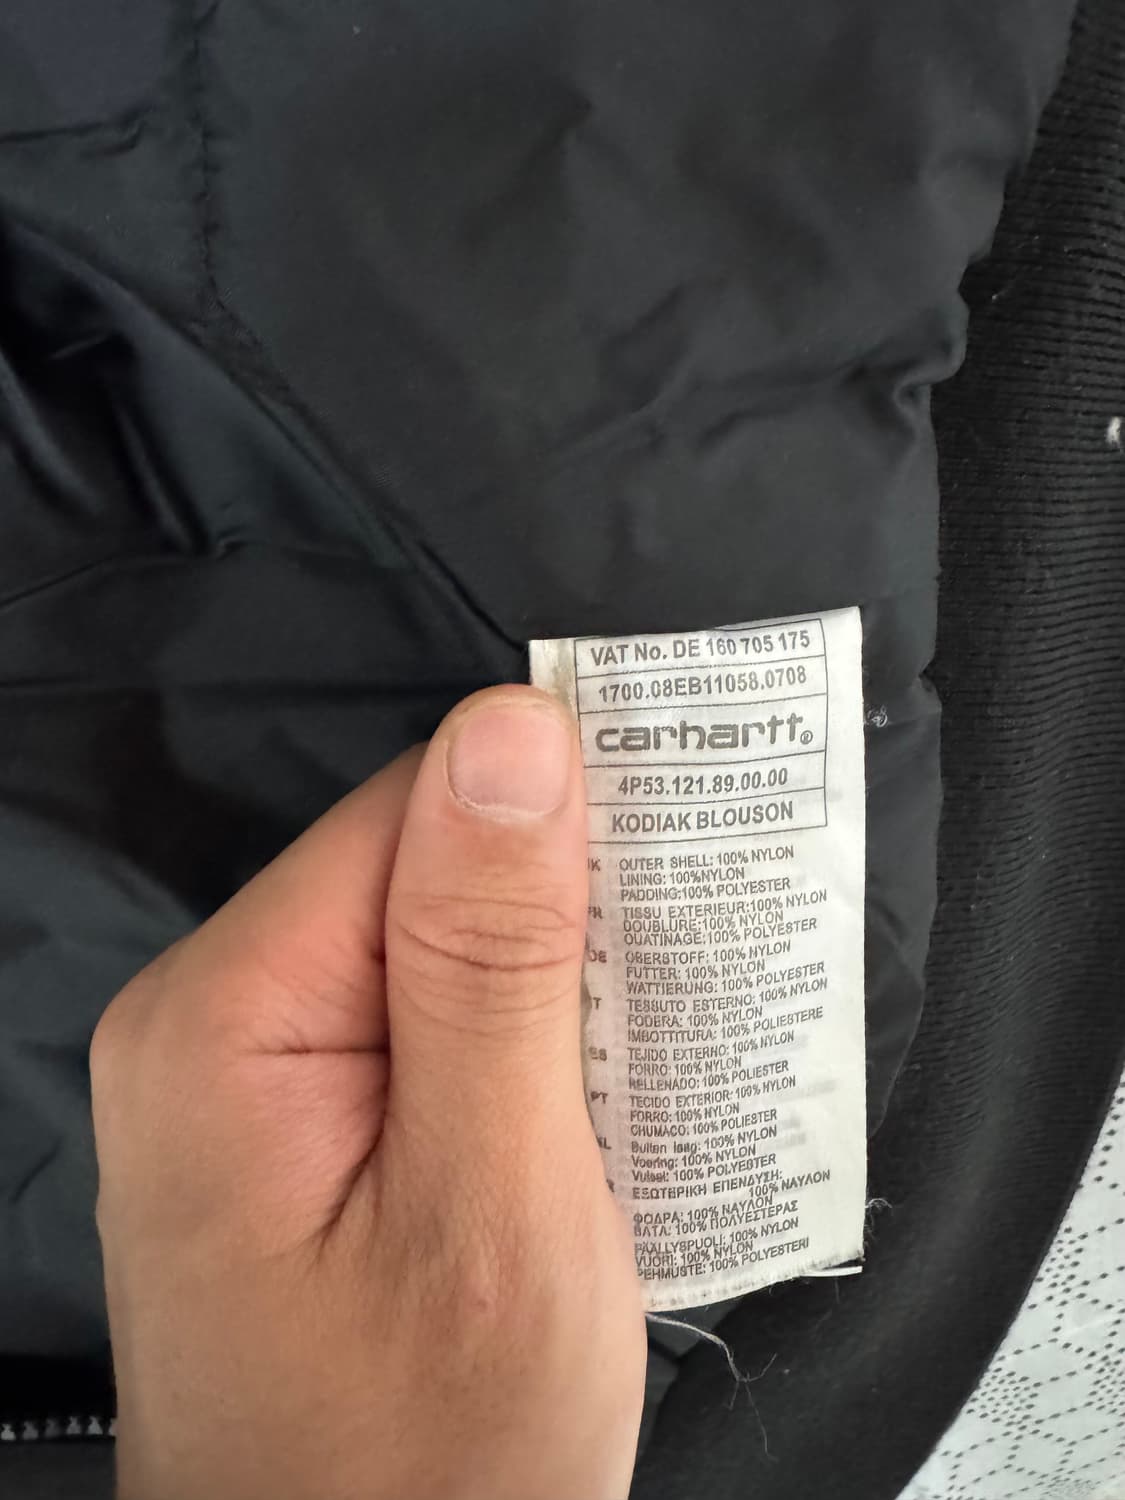 VAT No. DE 160 705 175
1700.08EB11058.0708
carhartt®
4P53.121.89.00.00
KODIAK BLOUSON
OUTER SHELL: 100% NYLON
LINING: 100%NYLON
PADDING:100% POLYESTER
FR TISSU EXTERIEUR:100% NYLON
DOUBLURE:100% NYLON
OUATINAGE:100% POLYESTER
DE OBERSTOFF: 100% NYLON
FUTTER: 100% NYLON
WATTIERUNG: 100% POLYESTER
TESSUTO ESTERNO: 100% NYLON
FODERA: 100% NYLON
IMBOTTITURA: 100% POLIESTERE
ES TEJIDO EXTERNO: 100% NYLON
FORRO: 100% NYLON
RELLENADO: 100% POLIESTER
PT TECIDO EXTERIOR: 100% NYLON
FORRO: 100% NYLON
CHUMACO: 100% POLIESTER
Buiten laag: 100% NYLON
Voering: 100% NYLON
Vulsel: 100% POLYESTER
ΕΞΩΤΕΡΙΚΗ ΕΠΕΝΔΥΣΗ:
100% ΝΑΥΛΟΝ
ΦΟΔΡΑ: 100% ΝΑΥΛΟΝ
ΒΑΤΑ: 100% ΠΟΛΥΕΣΤΕΡΑΣ
PÄÄLLYSPUOLI: 100% NYLON
VUORI: 100% NYLON
PEHMUSTE: 100% POLYESTERI